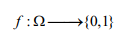 f : Ω ⟶ {0,1}